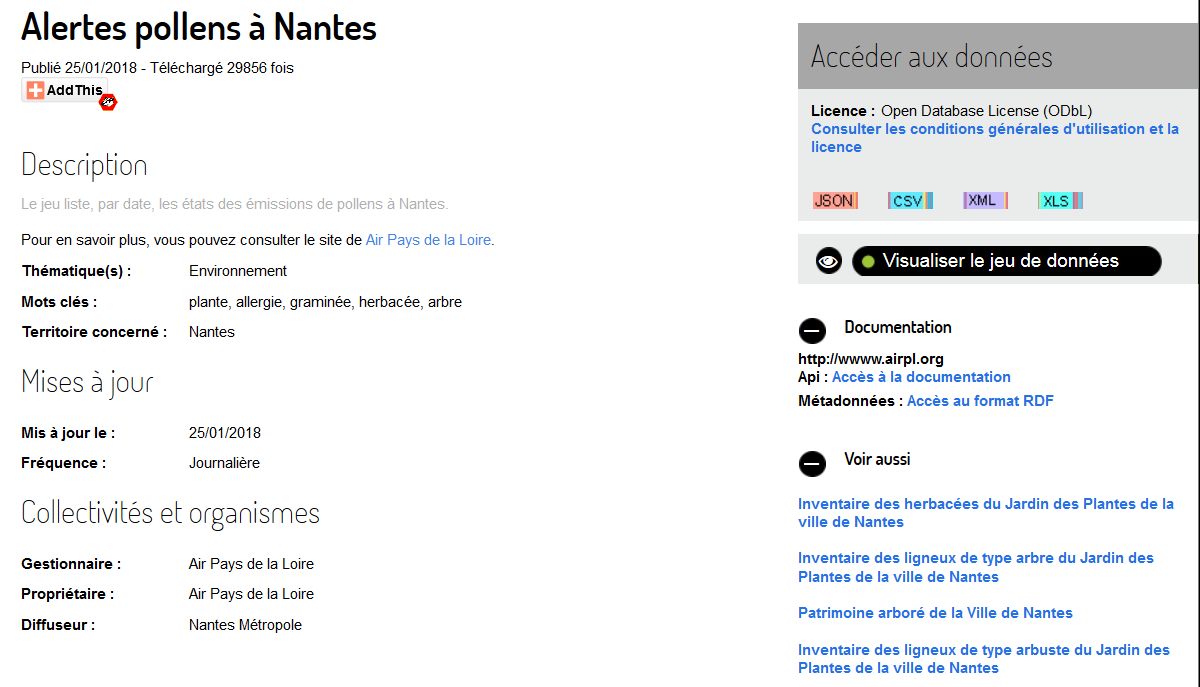 Alertes pollens à Nantes
Publié 25/01/2018 - Téléchargé 29856 fois
AddThis
Description
Le jeu liste, par date, les états des émissions de pollens à Nantes.
Pour en savoir plus, vous pouvez consulter le site de Air Pays de la Loire.
Thématique(s) : Environnement
Mots clés : plante, allergie, graminée, herbacée, arbre
Territoire concerné : Nantes
Mises à jour
Mis à jour le : 25/01/2018
Fréquence : Journalière
Collectivités et organismes
Gestionnaire : Air Pays de la Loire
Propriétaire : Air Pays de la Loire
Diffuseur : Nantes Métropole
Accéder aux données
Licence : Open Database License (ODbL)
Consulter les conditions générales d'utilisation et la
licence
JSON CSV XML XLS
Visualiser le jeu de données
Documentation
http://wwww.airpl.org
Api : Accès à la documentation
Métadonnées : Accès au format RDF
Voir aussi
Inventaire des herbacées du Jardin des Plantes de la
ville de Nantes
Inventaire des ligneux de type arbre du Jardin des
Plantes de la ville de Nantes
Patrimoine arboré de la Ville de Nantes
Inventaire des ligneux de type arbuste du Jardin des
Plantes de la ville de Nantes